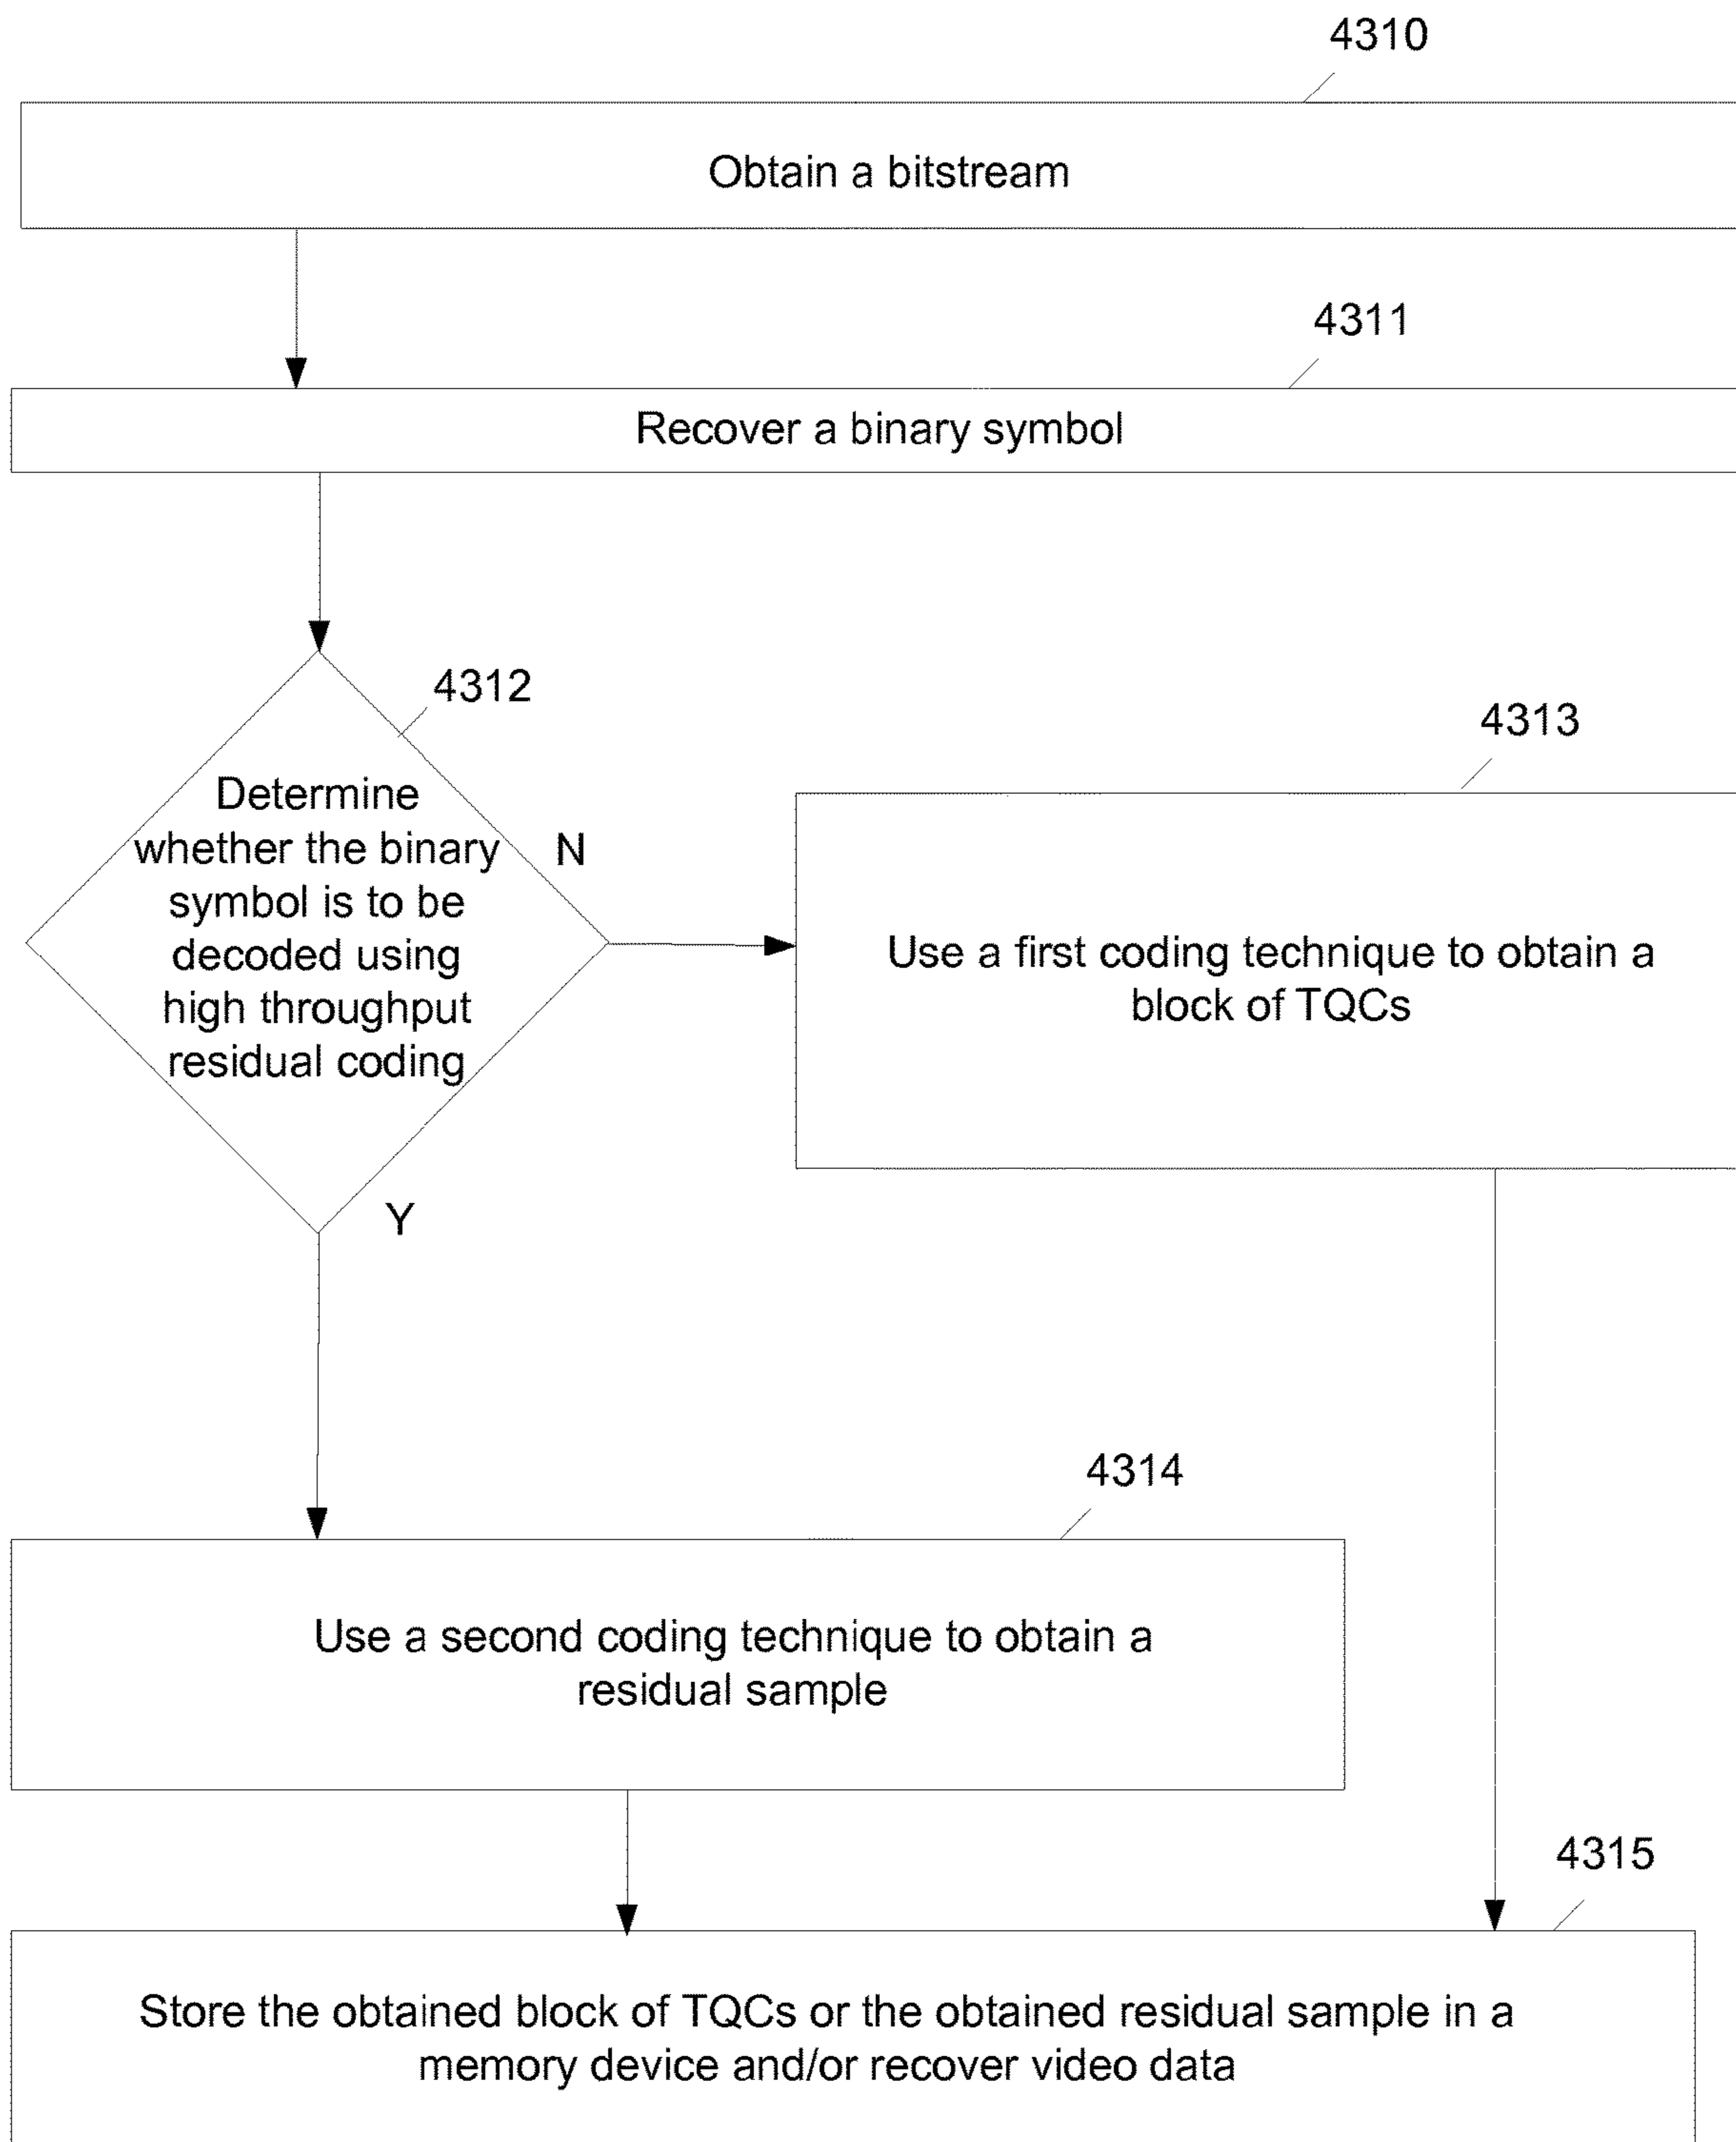 4310
Obtain a bitstream
4311
Recover a binary symbol
4312
Determine
whether the binary
symbol is to be
decoded using
high throughput
residual coding
N
Y
4313
Use a first coding technique to obtain a
block of TQCs
4314
Use a second coding technique to obtain a
residual sample
4315
Store the obtained block of TQCs or the obtained residual sample in a
memory device and/or recover video data